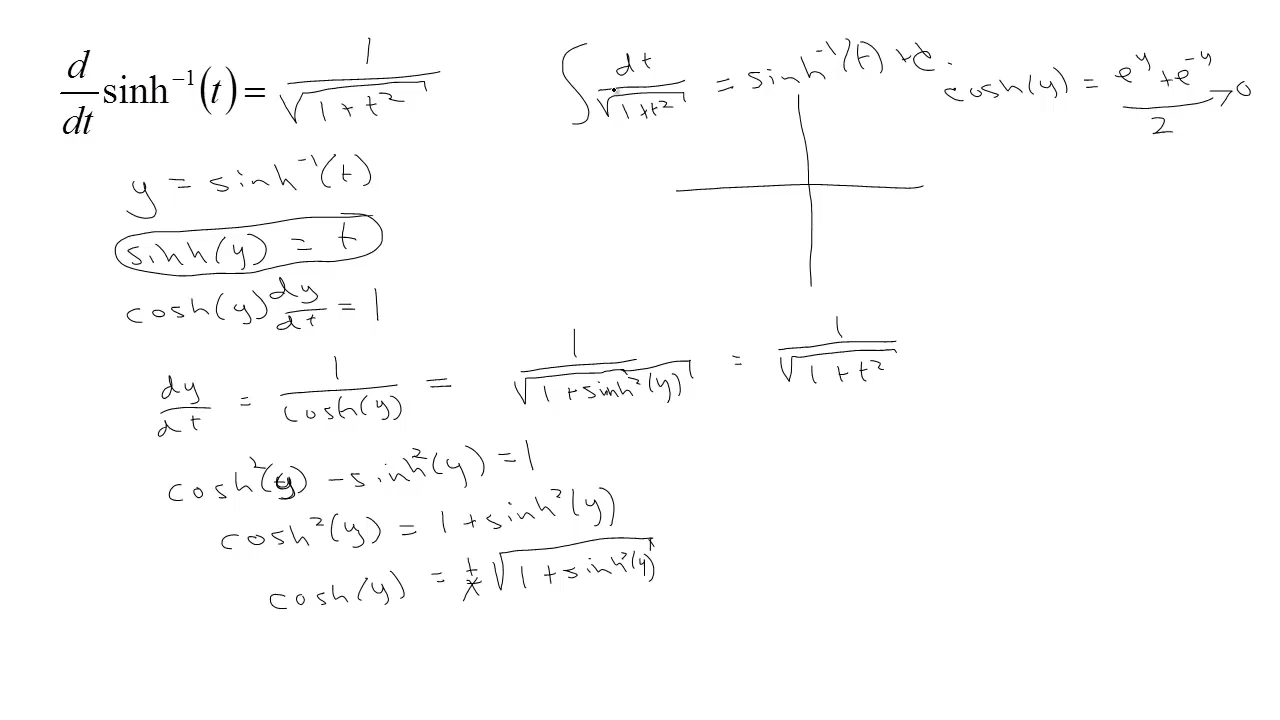 d/dt sinh⁻¹(t) = 1/√(1+t²)
∫ dt/√(1+t²) = sinh⁻¹(t) + c.
cosh(y) = (e^y + e^-y)/2 → 0
y = sinh⁻¹(t)
sinh(y) = t
cosh(y) dy/dt = 1
dy/dt = 1/cosh(y) = 1/√(1+sinh²(y)) = 1/√(1+t²)
cosh²(y) - sinh²(y) = 1
cosh²(y) = 1 + sinh²(y)
cosh(y) = ± √(1+sinh²(y))